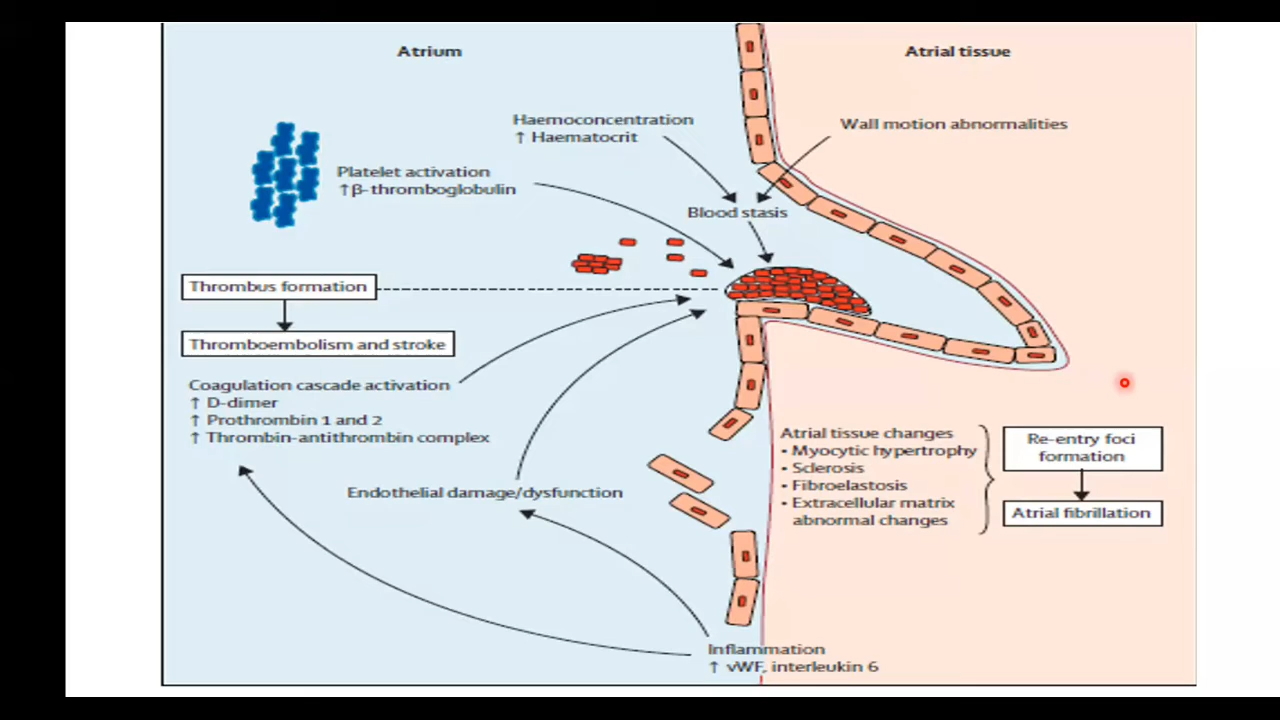 Atrium
Atrial tissue
Haemoconcentration
↑ Haematocrit
Wall motion abnormalities
Platelet activation
↑β-thromboglobulin
Blood stasis
Thrombus formation
Thromboembolism and stroke
Coagulation cascade activation
↑ D-dimer
↑ Prothrombin 1 and 2
↑ Thrombin-antithrombin complex
Endothelial damage/dysfunction
Atrial tissue changes
• Myocytic hypertrophy
• Sclerosis
• Fibroelastosis
• Extracellular matrix
abnormal changes
Re-entry foci
formation
Atrial fibrillation
Inflammation
↑ vWF, interleukin 6